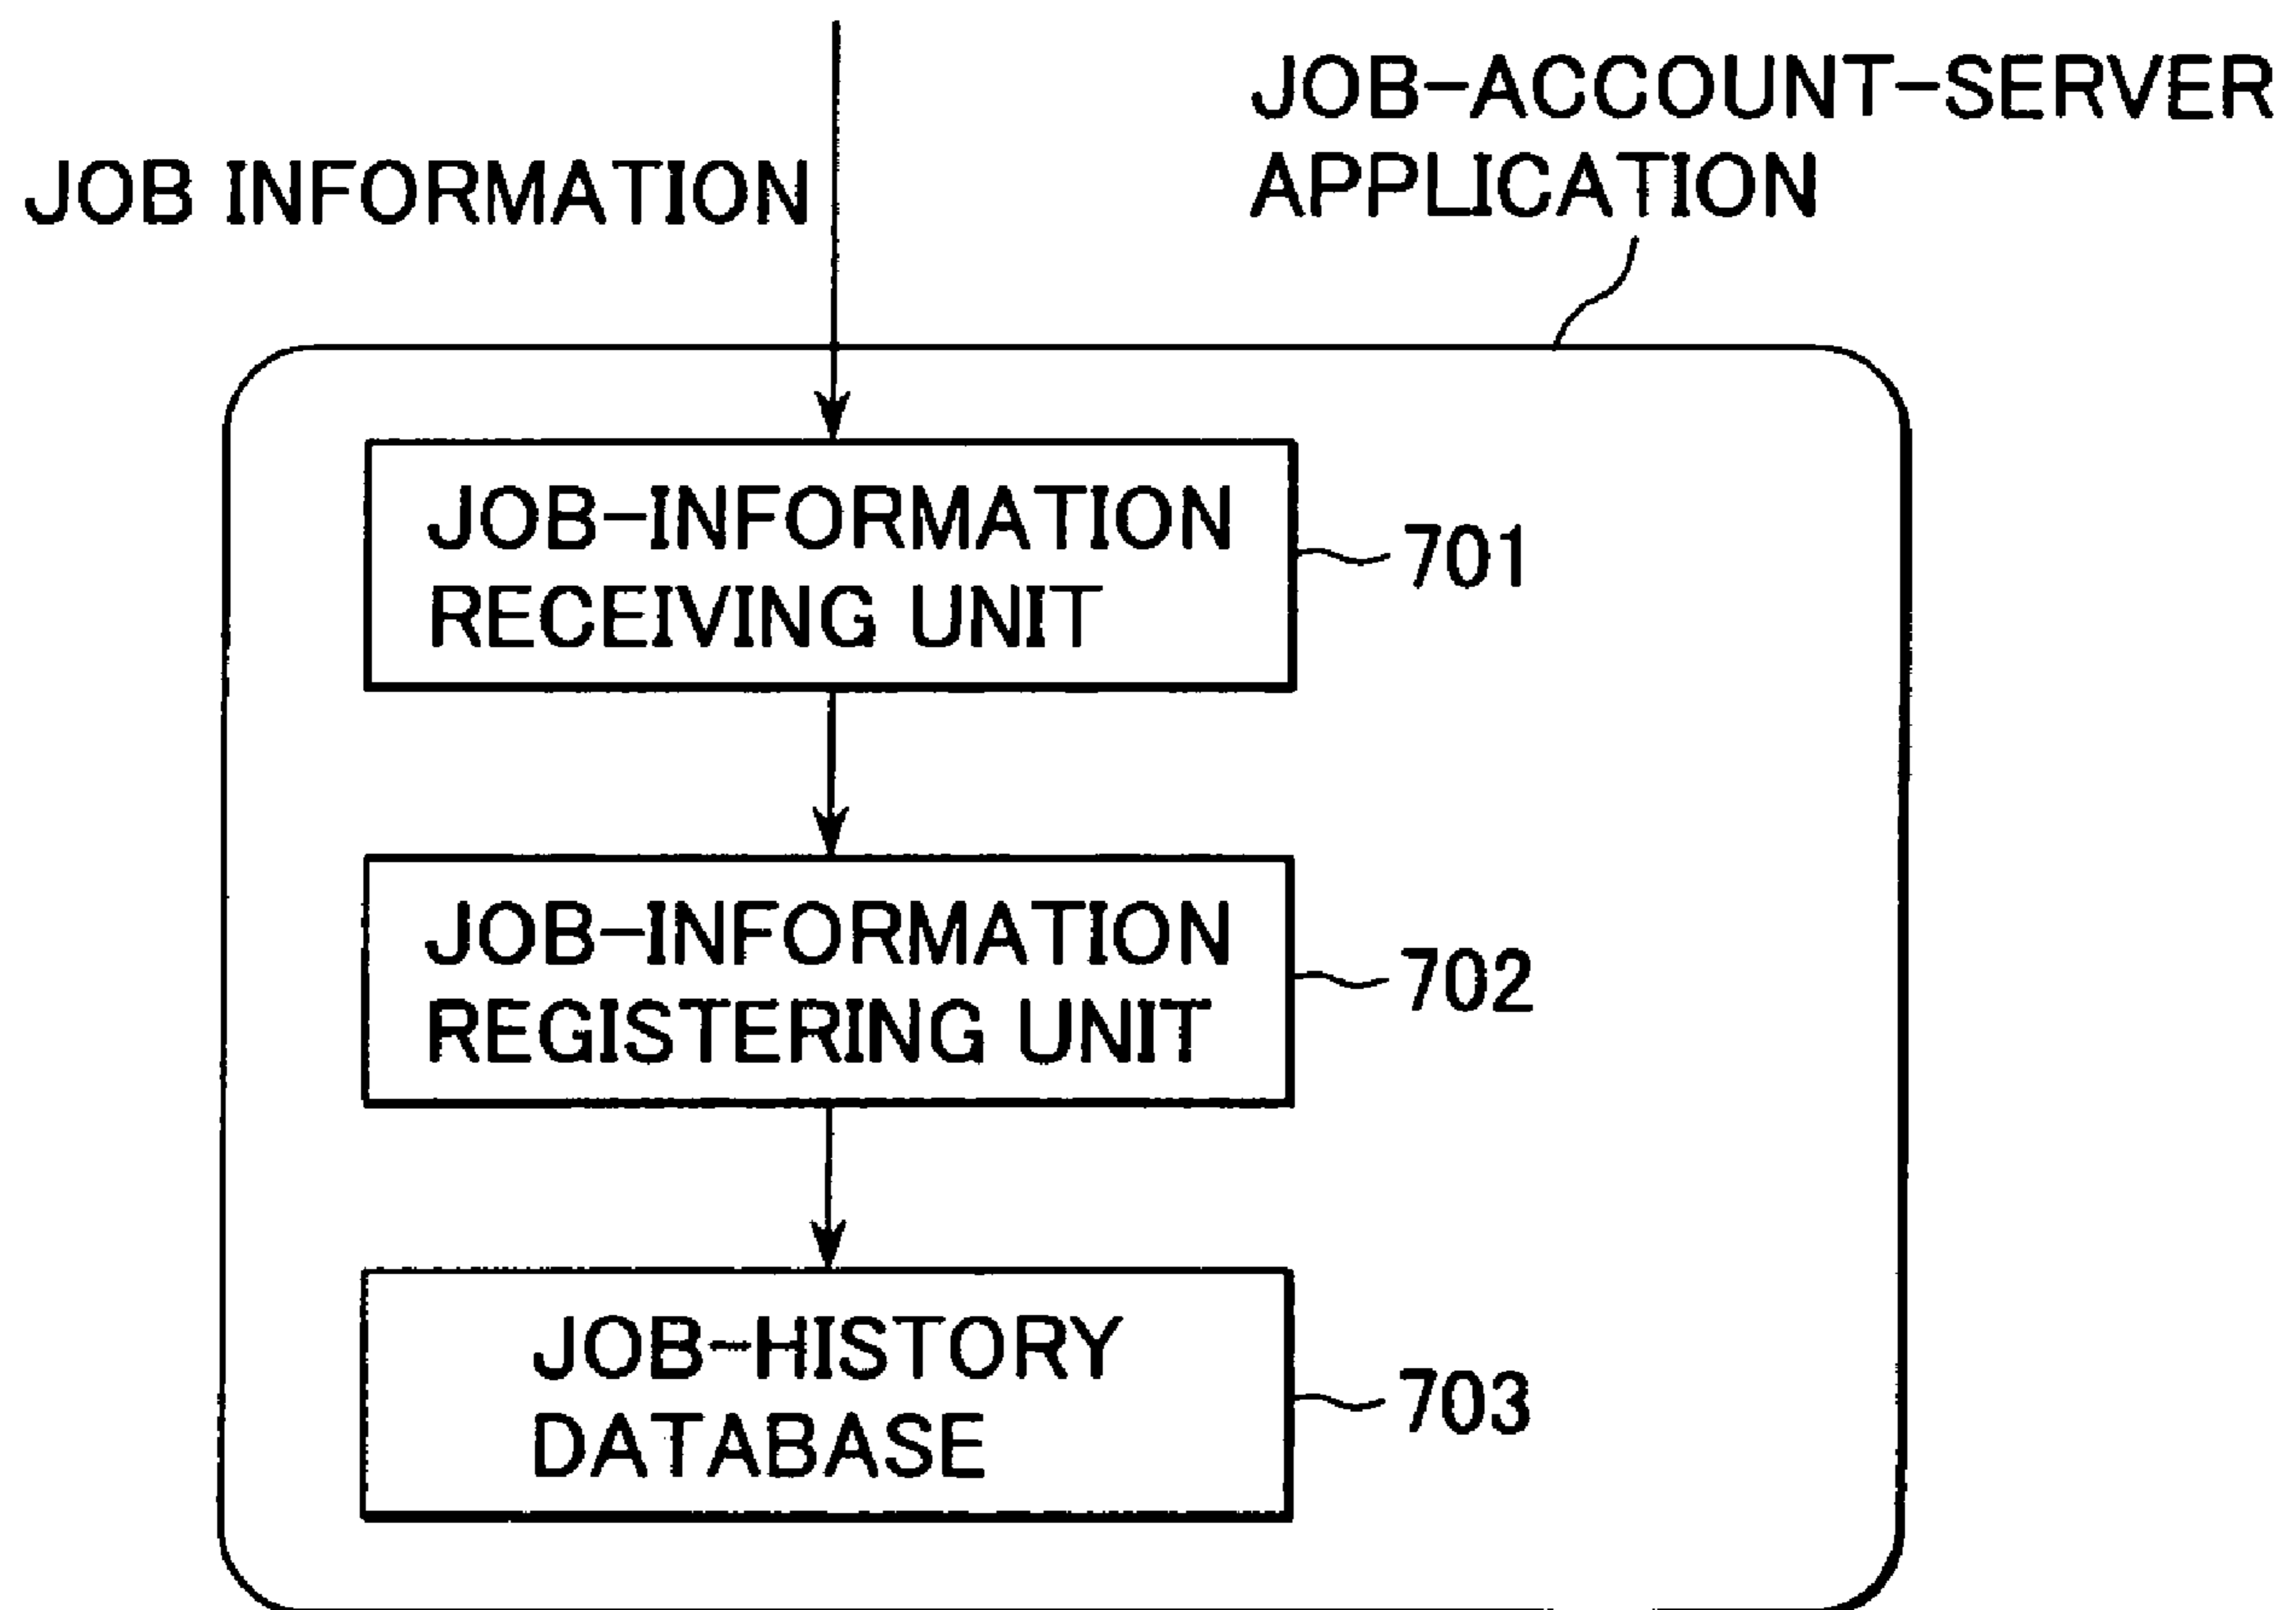 JOB INFORMATION
JOB-ACCOUNT-SERVER
APPLICATION
JOB-INFORMATION
RECEIVING UNIT
701
JOB-INFORMATION
REGISTERING UNIT
702
JOB-HISTORY
DATABASE
703